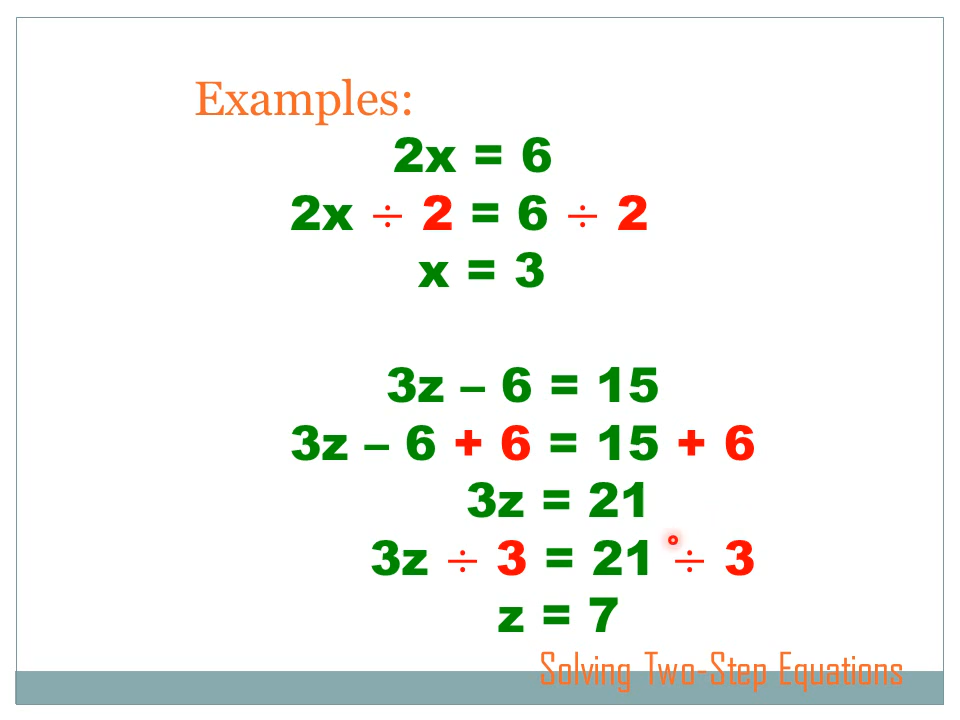 Examples:
2x = 6
2x ÷ 2 = 6 ÷ 2
x = 3
3z – 6 = 15
3z – 6 + 6 = 15 + 6
3z = 21
3z ÷ 3 = 21 ÷ 3
z = 7
Solving Two-Step Equations